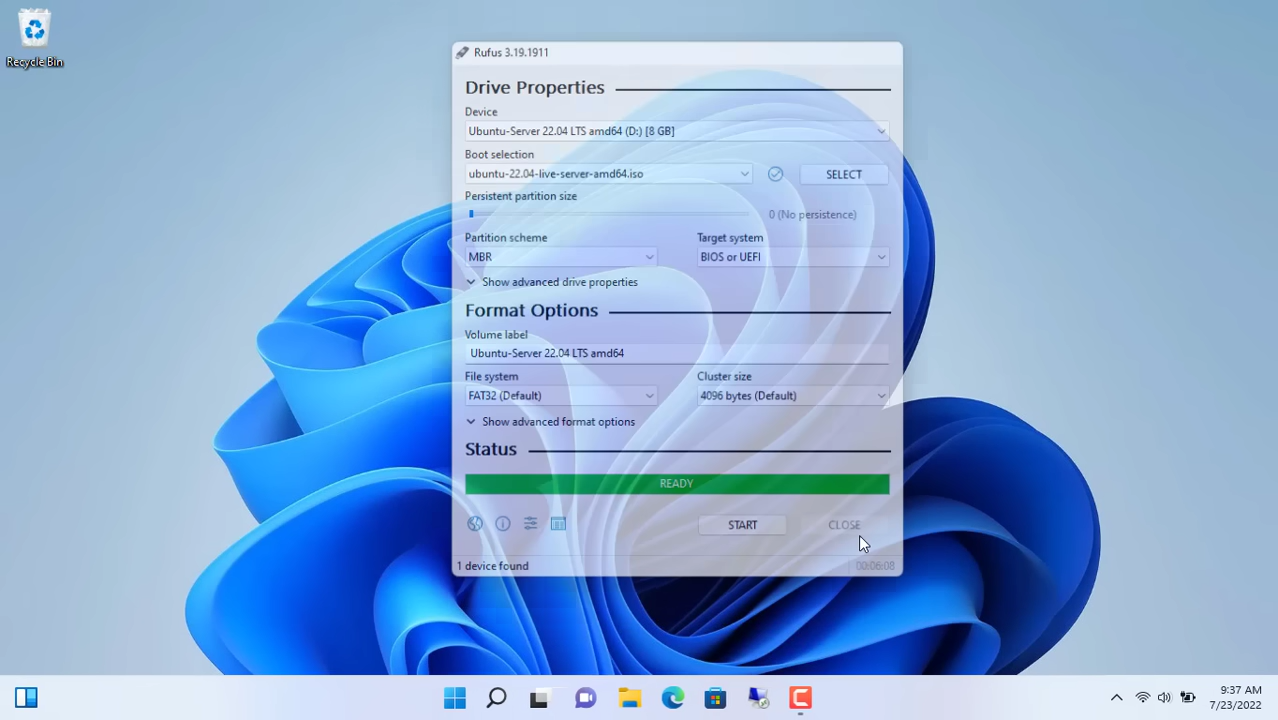 Recycle Bin
Rufus 3.19.1911
Drive Properties
Device
Ubuntu-Server 22.04 LTS amd64 (D:) [8 GB]
Boot selection
ubuntu-22.04-live-server-amd64.iso
SELECT
Persistent partition size
0 (No persistence)
Partition scheme
Target system
MBR
BIOS or UEFI
Show advanced drive properties
Format Options
Volume label
Ubuntu-Server 22.04 LTS amd64
File system
Cluster size
FAT32 (Default)
4096 bytes (Default)
Show advanced format options
Status
READY
START
CLOSE
1 device found
00:06:08
9:37 AM
7/23/2022